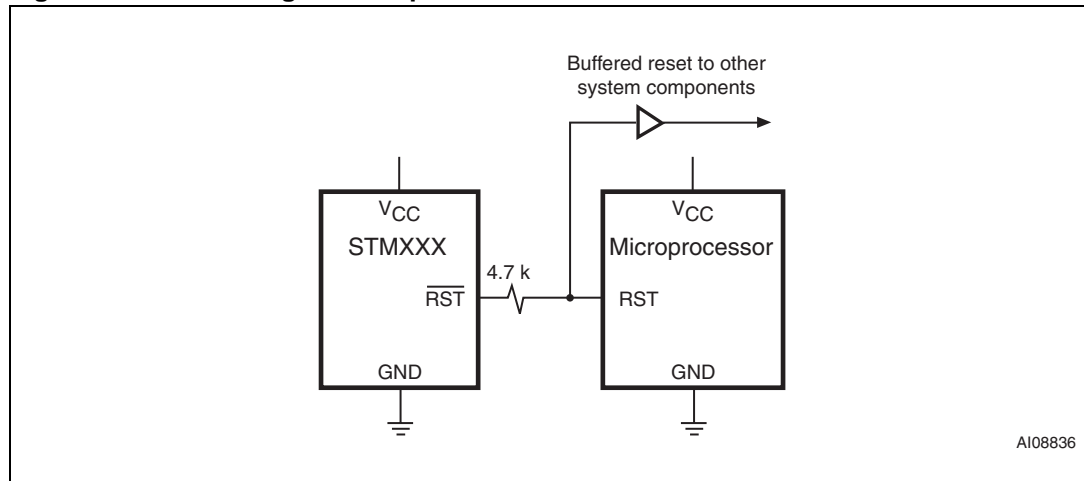 Buffered reset to other
system components
VCC
STMXXX
4.7 k
RST
GND
VCC
Microprocessor
RST
GND
AI08836